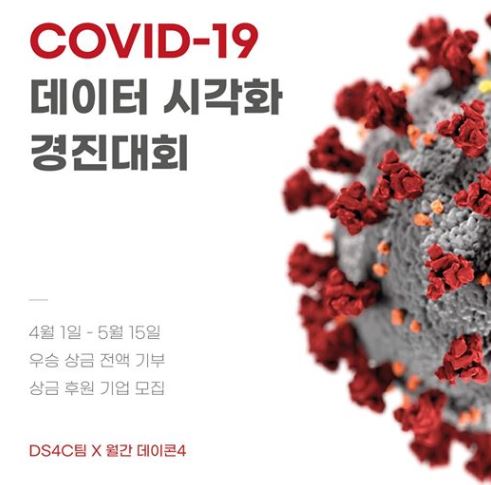 COVID-19
데이터 시각화
경진대회
4월 1일 - 5월 15일
우승 상금 전액 기부
상금 후원 기업 모집
DS4C팀 X 월간 데이콘4